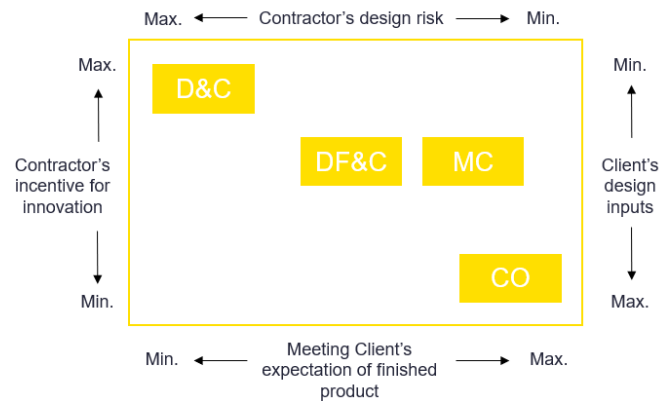 Max.
Contractor’s design risk
Min.
Max.
Min.
D&C
DF&C
MC
Contractor’s
incentive for
innovation
Client’s
design
inputs
CO
Min.
Max.
Min.
Meeting Client’s
expectation of finished
product
Max.